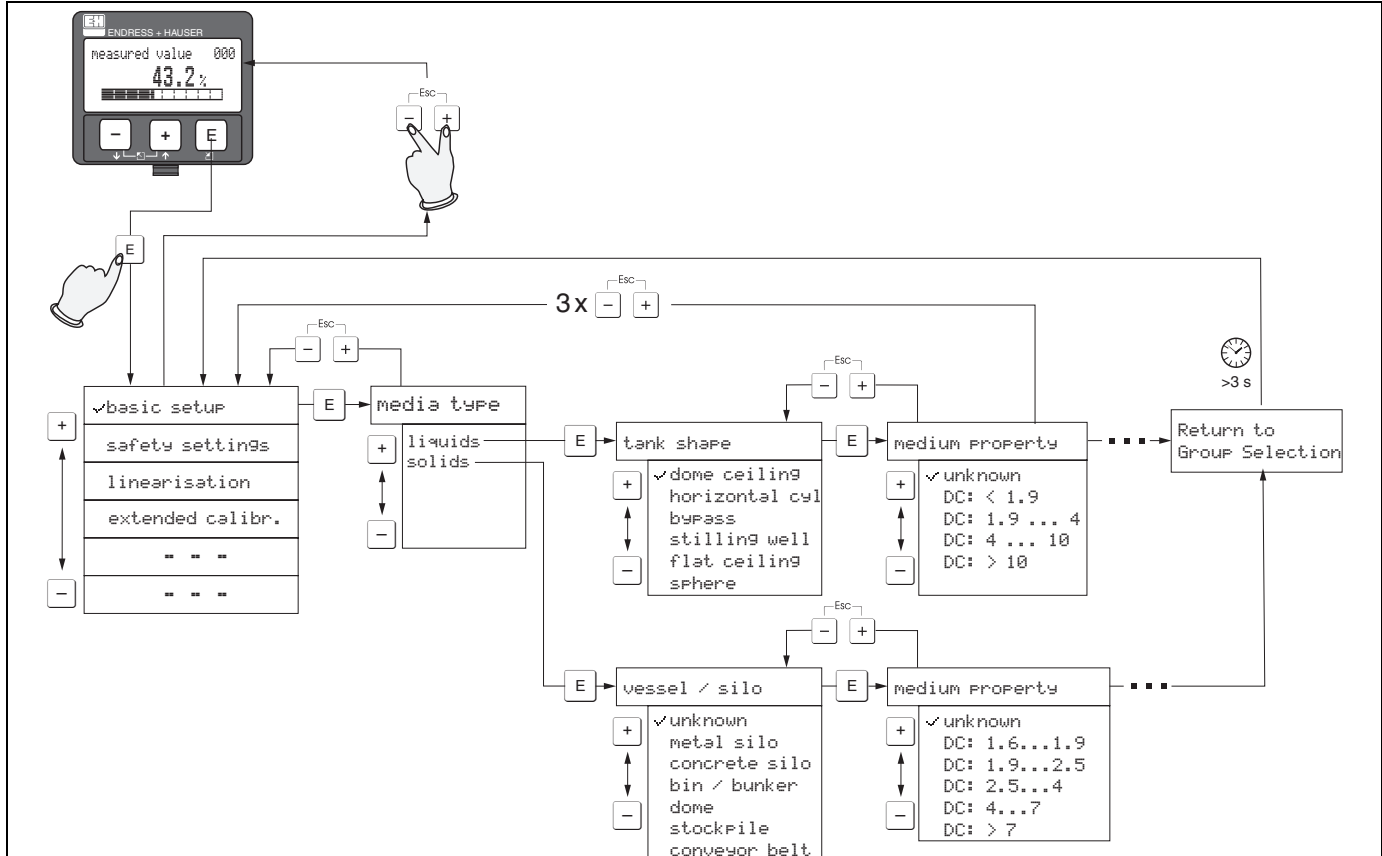 EH
ENDRESS + HAUSER
measured value 000
43.2 %
- + E
Esc
- +
E
Esc
3x - +
Esc
- +
>3 s
Esc
- +
✓basic setup
E
media type
+
safety settings
linearisation
extended calibr.
- - -
- - -
-
+
liquids
solids
-
E
tank shape
E
medium property
Return to
Group Selection
+
✓dome ceiling
horizontal cyl
bypass
stilling well
flat ceiling
sphere
-
+
✓unknown
DC: < 1.9
DC: 1.9 ... 4
DC: 4 ... 10
DC: > 10
-
Esc
- +
E
vessel / silo
E
medium property
+
✓unknown
metal silo
concrete silo
bin / bunker
dome
stockpile
conveyor belt
-
+
✓unknown
DC: 1.6...1.9
DC: 1.9...2.5
DC: 2.5...4
DC: 4...7
DC: > 7
-